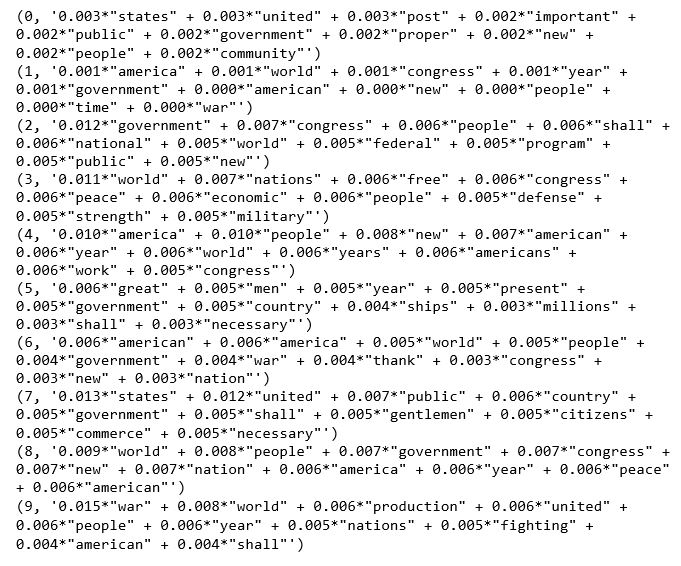 (0, '0.003*"states" + 0.003*"united" + 0.003*"post" + 0.002*"important" +
0.002*"public" + 0.002*"government" + 0.002*"proper" + 0.002*"new" +
0.002*"people" + 0.002*"community"')
(1, '0.001*"america" + 0.001*"world" + 0.001*"congress" + 0.001*"year" +
0.001*"government" + 0.000*"american" + 0.000*"new" + 0.000*"people" +
0.000*"time" + 0.000*"war"')
(2, '0.012*"government" + 0.007*"congress" + 0.006*"people" + 0.006*"shall" +
0.006*"national" + 0.005*"world" + 0.005*"federal" + 0.005*"program" +
0.005*"public" + 0.005*"new"')
(3, '0.011*"world" + 0.007*"nations" + 0.006*"free" + 0.006*"congress" +
0.006*"peace" + 0.006*"economic" + 0.006*"people" + 0.005*"defense" +
0.005*"strength" + 0.005*"military"')
(4, '0.010*"america" + 0.010*"people" + 0.008*"new" + 0.007*"american" +
0.006*"year" + 0.006*"world" + 0.006*"years" + 0.006*"americans" +
0.006*"work" + 0.005*"congress"')
(5, '0.006*"great" + 0.005*"men" + 0.005*"year" + 0.005*"present" +
0.005*"government" + 0.005*"country" + 0.004*"ships" + 0.003*"millions" +
0.003*"shall" + 0.003*"necessary"')
(6, '0.006*"american" + 0.006*"america" + 0.005*"world" + 0.005*"people" +
0.004*"government" + 0.004*"war" + 0.004*"thank" + 0.003*"congress" +
0.003*"new" + 0.003*"nation"')
(7, '0.013*"states" + 0.012*"united" + 0.007*"public" + 0.006*"country" +
0.005*"government" + 0.005*"shall" + 0.005*"gentlemen" + 0.005*"citizens" +
0.005*"commerce" + 0.005*"necessary"')
(8, '0.009*"world" + 0.008*"people" + 0.007*"government" + 0.007*"congress" +
0.007*"new" + 0.007*"nation" + 0.006*"america" + 0.006*"year" + 0.006*"peace"
+ 0.006*"american"')
(9, '0.015*"war" + 0.008*"world" + 0.006*"production" + 0.006*"united" +
0.006*"people" + 0.006*"year" + 0.005*"nations" + 0.005*"fighting" +
0.004*"american" + 0.004*"shall"')